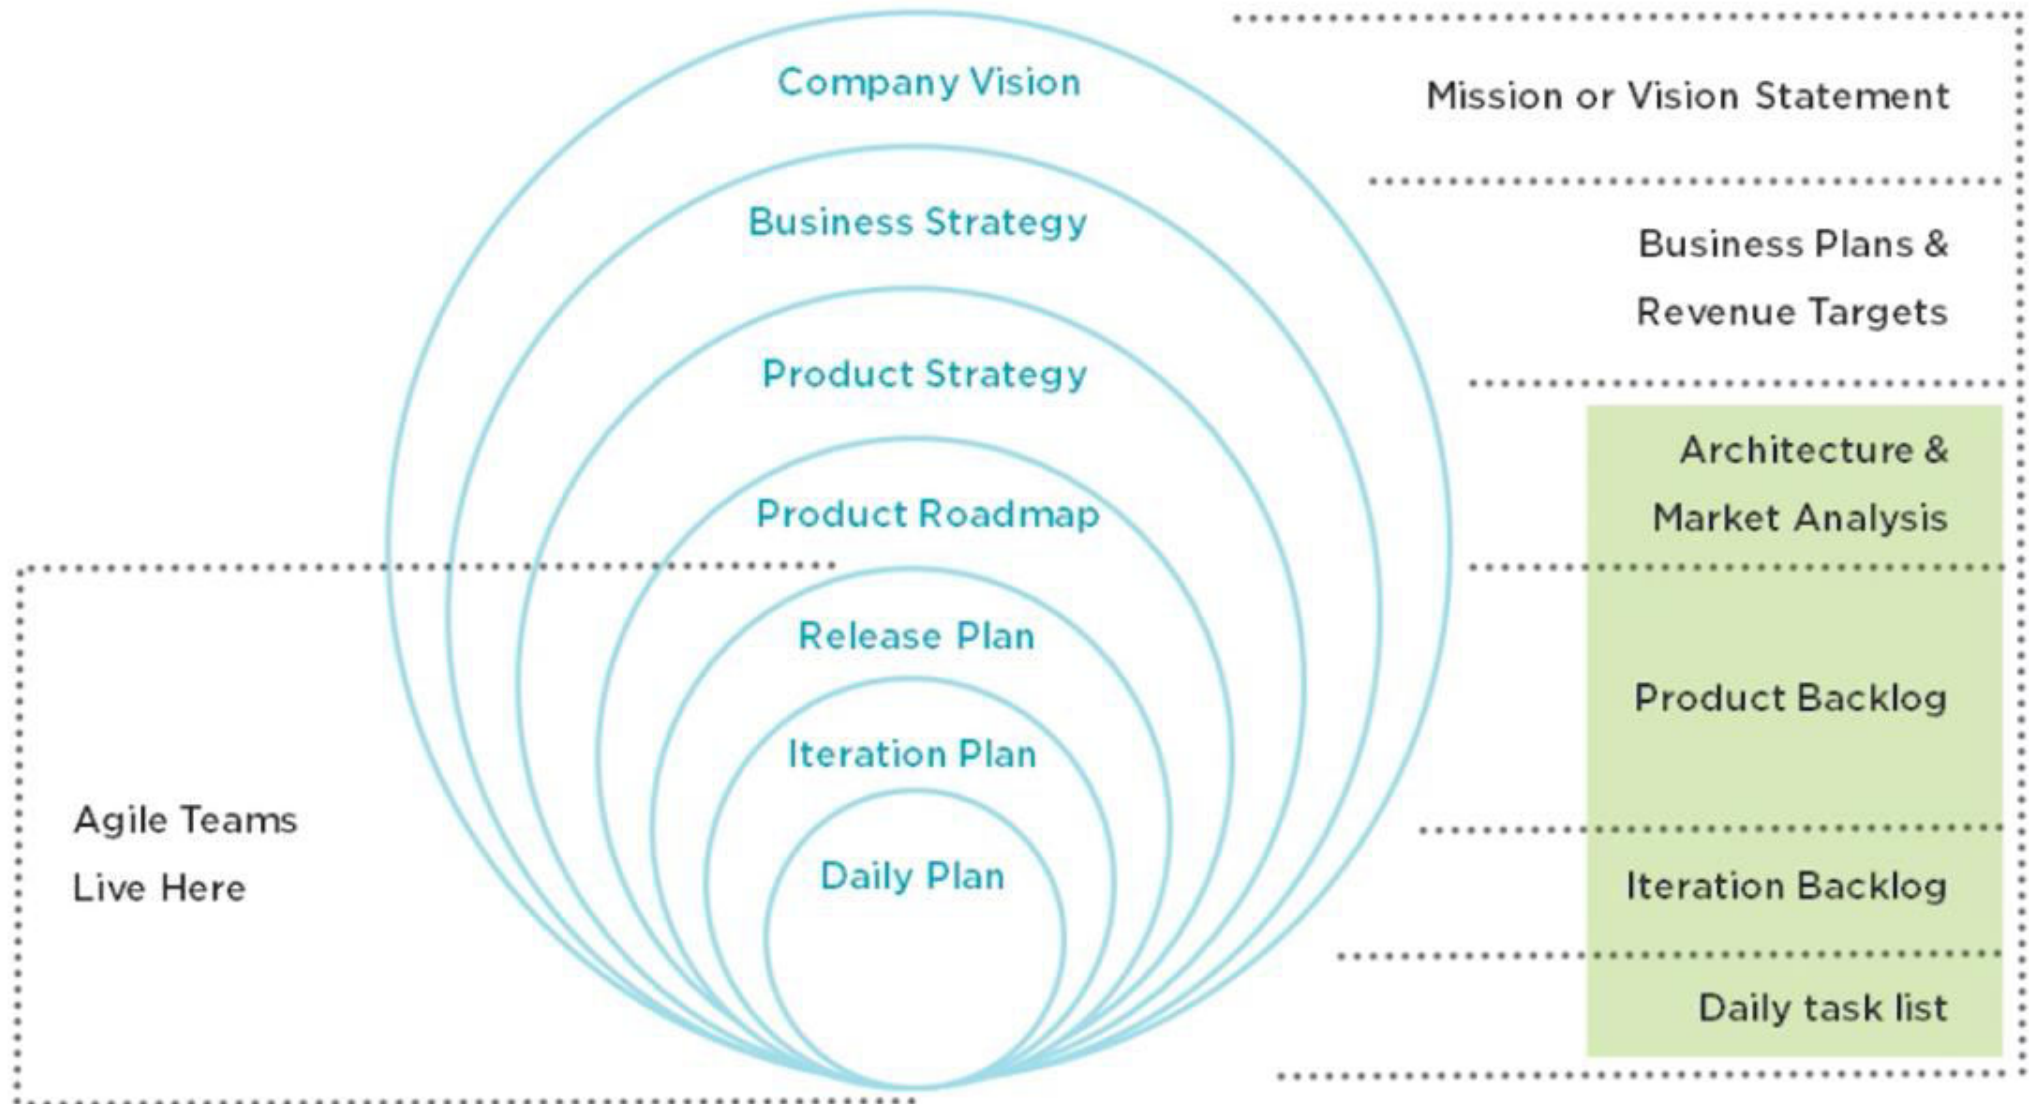 Company Vision
Business Strategy
Product Strategy
Product Roadmap
Release Plan
Iteration Plan
Daily Plan
Agile Teams
Live Here
Mission or Vision Statement
Business Plans &
Revenue Targets
Architecture &
Market Analysis
Product Backlog
Iteration Backlog
Daily task list